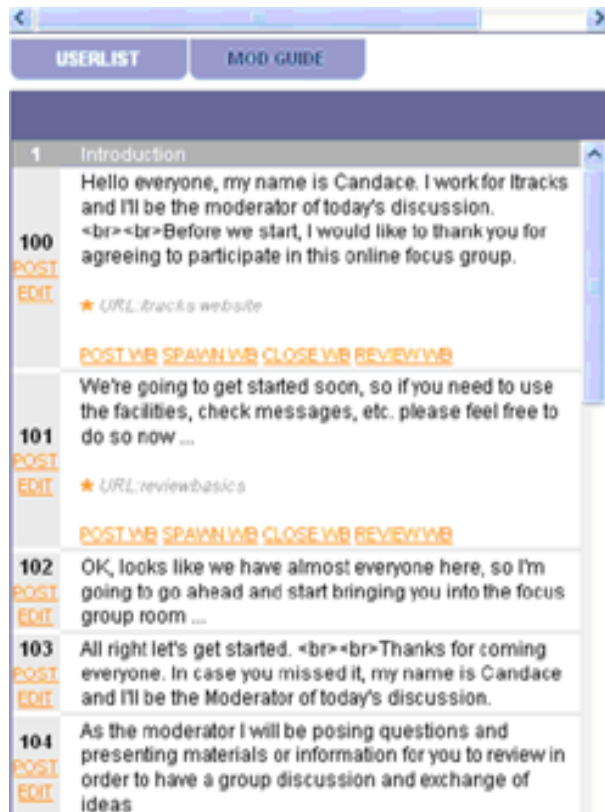 USERLIST MOD GUIDE
1 Introduction
Hello everyone, my name is Candace. I work for Itracks
and I'll be the moderator of today's discussion.
<br><br>Before we start, I would like to thank you for
agreeing to participate in this online focus group.
100
POST
EDIT
★ URL:itracks website
POST WB SPAWN WB CLOSE WB REVIEW WB
We're going to get started soon, so if you need to use
the facilities, check messages, etc. please feel free to
do so now ...
101
POST
EDIT
★ URL:reviewbasics
POST WB SPAWN WB CLOSE WB REVIEW WB
102
POST
EDIT
OK, looks like we have almost everyone here, so I'm
going to go ahead and start bringing you into the focus
group room ...
103
POST
EDIT
All right let's get started. <br><br>Thanks for coming
everyone. In case you missed it, my name is Candace
and I'll be the Moderator of today's discussion.
104
POST
EDIT
As the moderator I will be posing questions and
presenting materials or information for you to review in
order to have a group discussion and exchange of
ideas